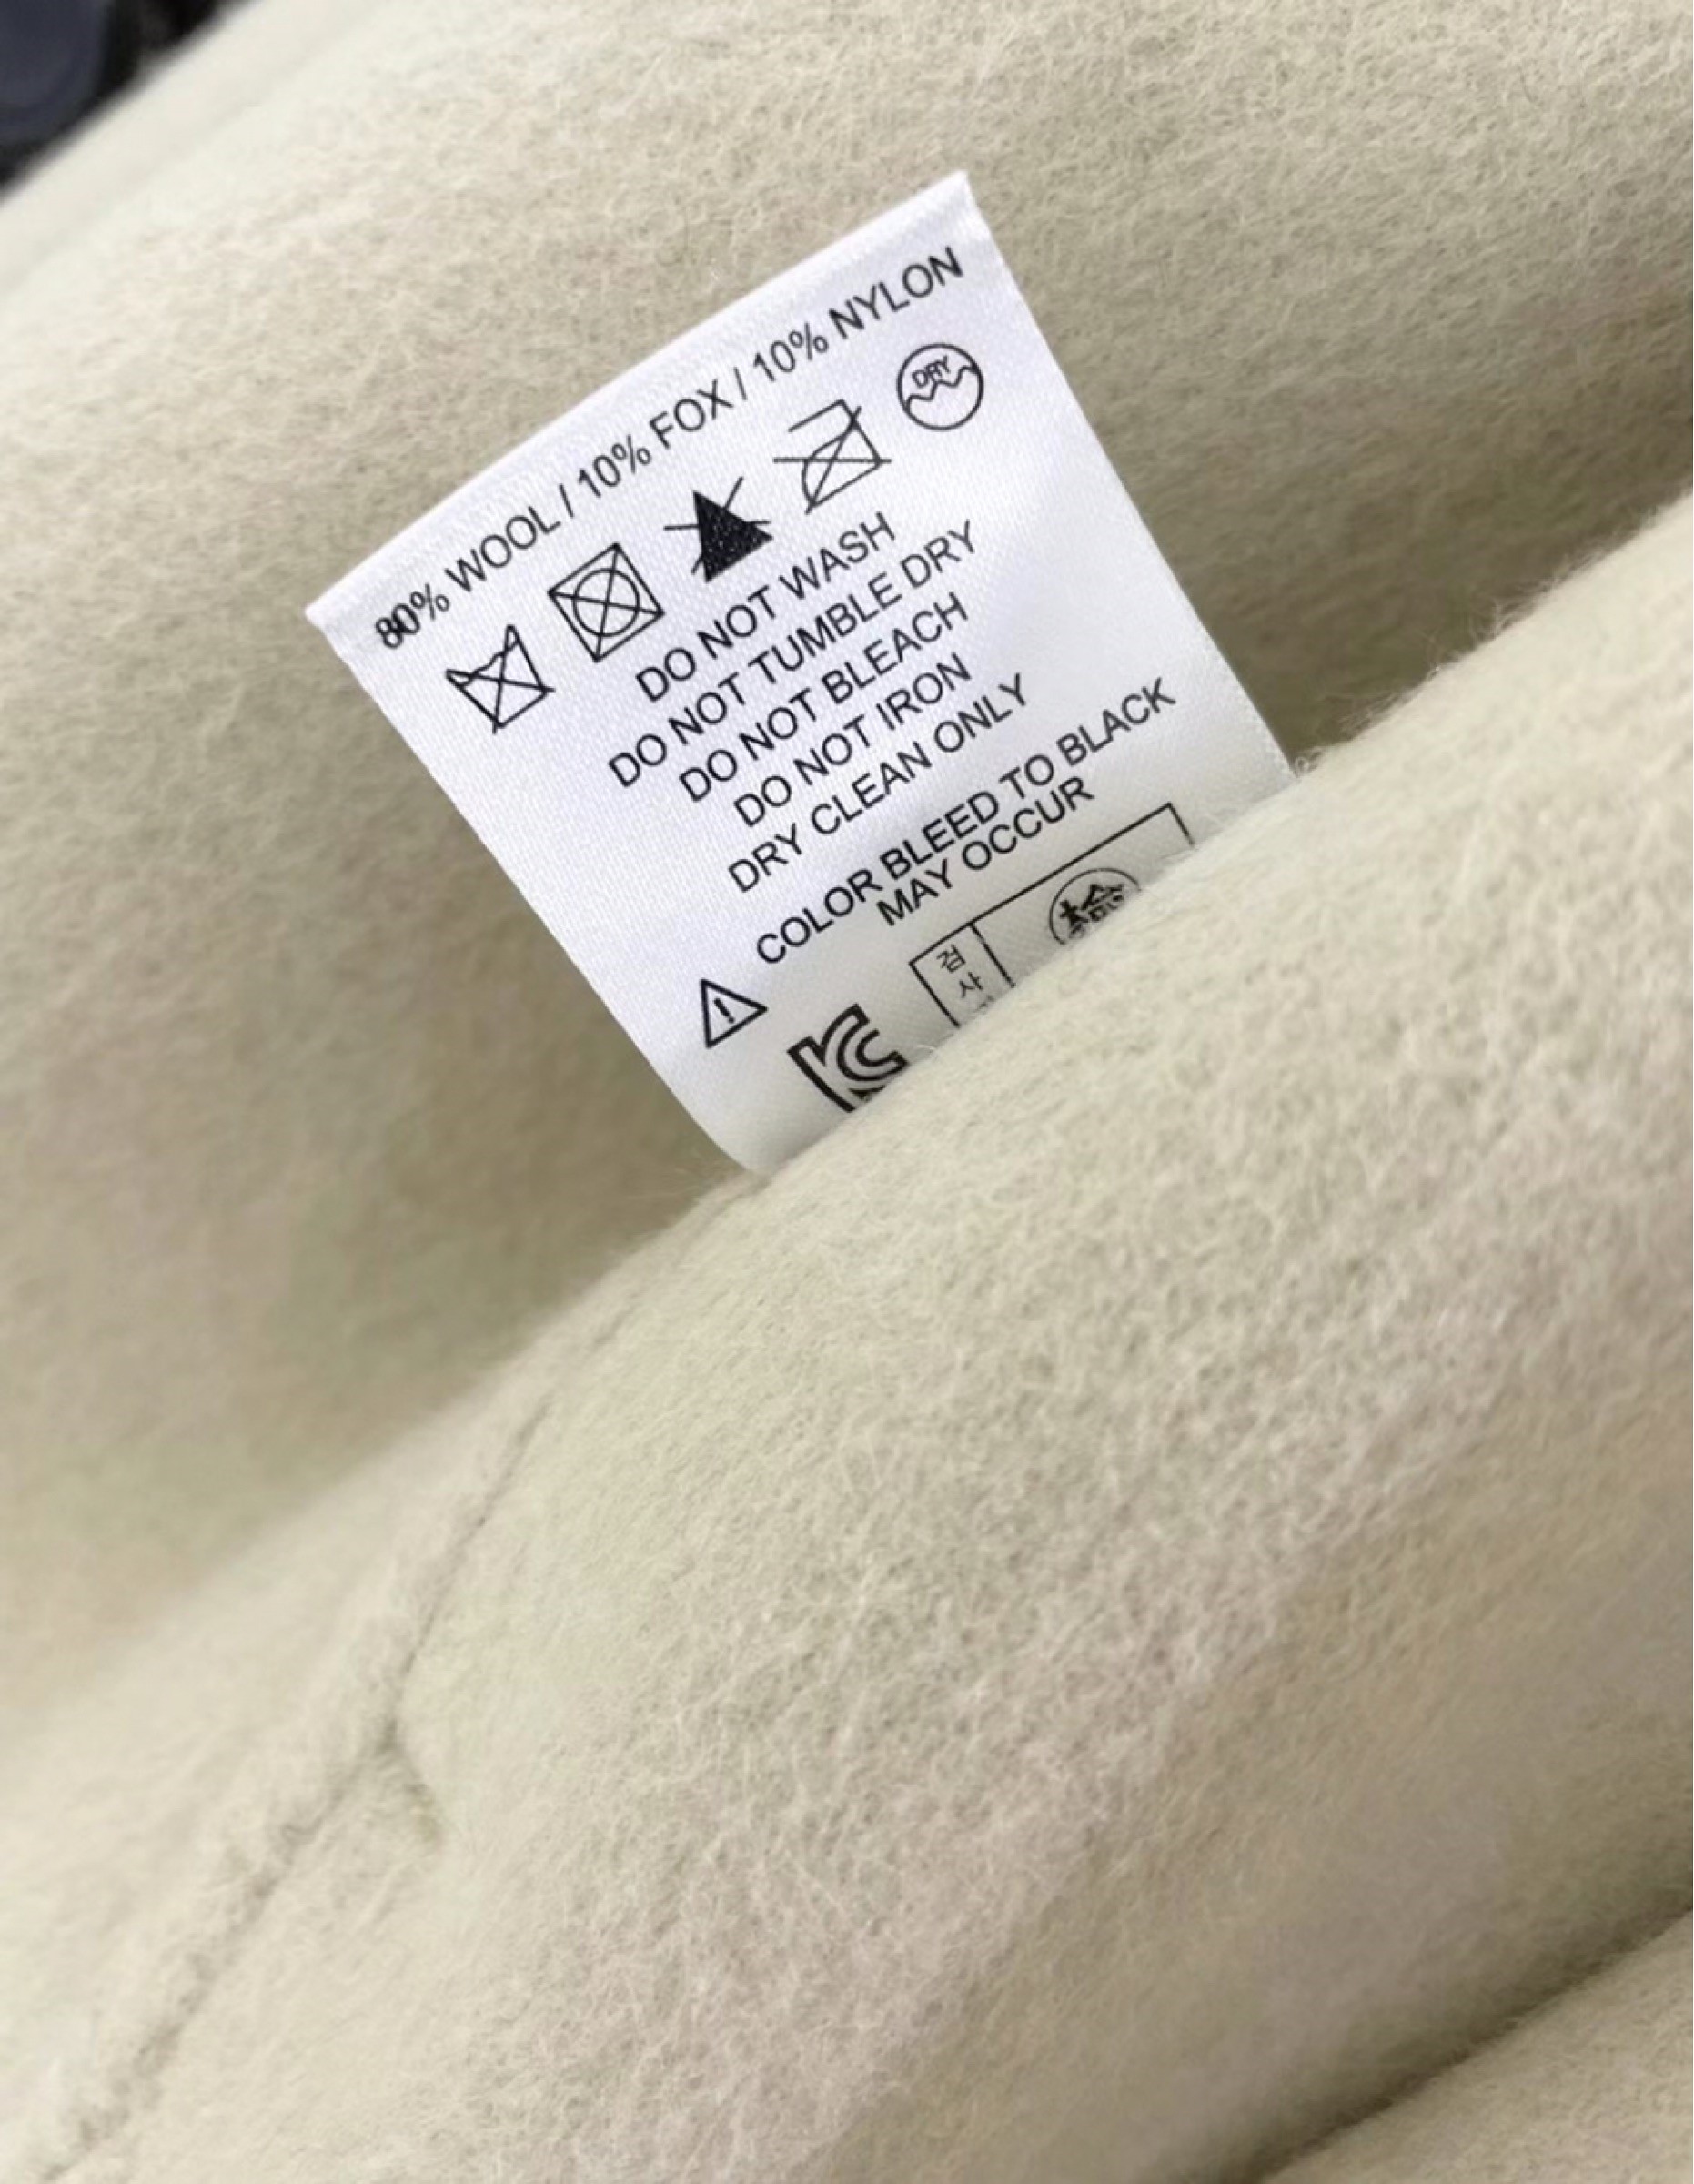 80% WOOL / 10% FOX / 10% NYLON
DRY
DO NOT WASH
DO NOT TUMBLE DRY
DO NOT BLEACH
DO NOT IRON
DRY CLEAN ONLY
COLOR BLEED TO BLACK
MAY OCCUR
검
사
KC